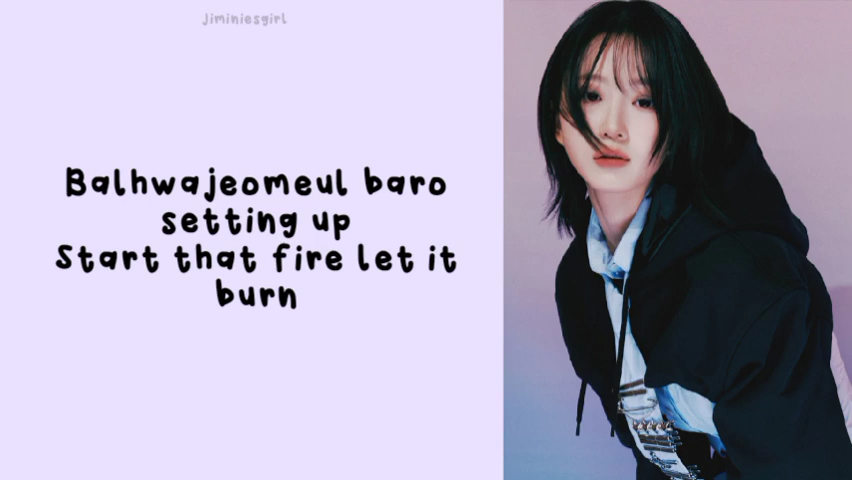 Jiminiesgirl
Balhwajeomeul baro
setting up
Start that fire let it
burn